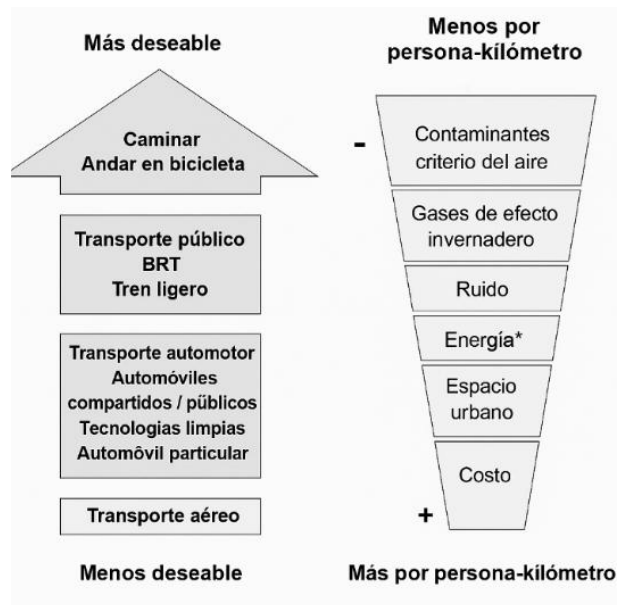 Más deseable
Caminar
Andar en bicicleta
Transporte público
BRT
Tren ligero
Transporte automotor
Automóviles
compartidos / públicos
Tecnologias limpias
Automôvil particular
Transporte aéreo
Menos deseable
Menos por
persona-kílómetro
-
Contaminantes
criterio del aire
Gases de efecto
invernadero
Ruido
Energía*
Espacio
urbano
Costo
+
Más por persona-kilómetro